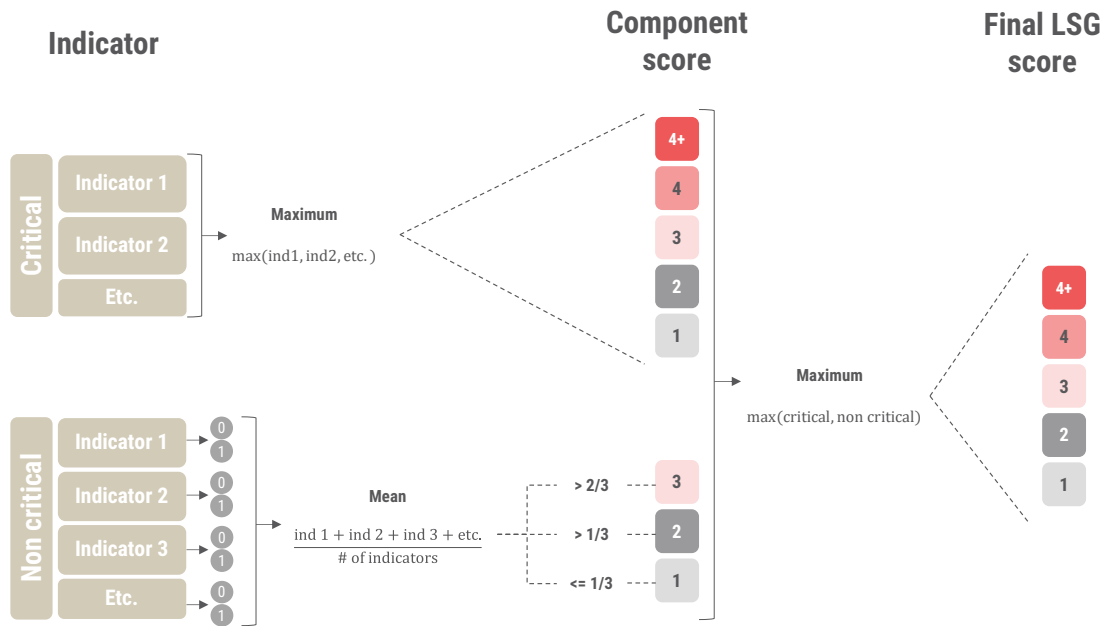 Indicator
Component
score
Final LSG
score
Critical
Indicator 1
Indicator 2
Etc.
Maximum
max(ind1, ind2, etc. )
4+
4
3
2
1
Non critical
Indicator 1
0
1
Indicator 2
0
1
Indicator 3
0
1
Etc.
0
1
Mean
ind 1 + ind 2 + ind 3 + etc.
# of indicators
> 2/3
3
> 1/3
2
<= 1/3
1
Maximum
max(critical, non critical)
4+
4
3
2
1